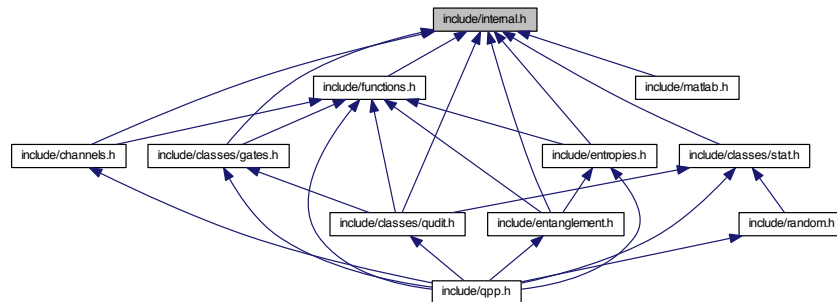 include/internal.h
include/functions.h
include/matlab.h
include/channels.h
include/classes/gates.h
include/entropies.h
include/classes/stat.h
include/classes/qudit.h
include/entanglement.h
include/random.h
include/qpp.h